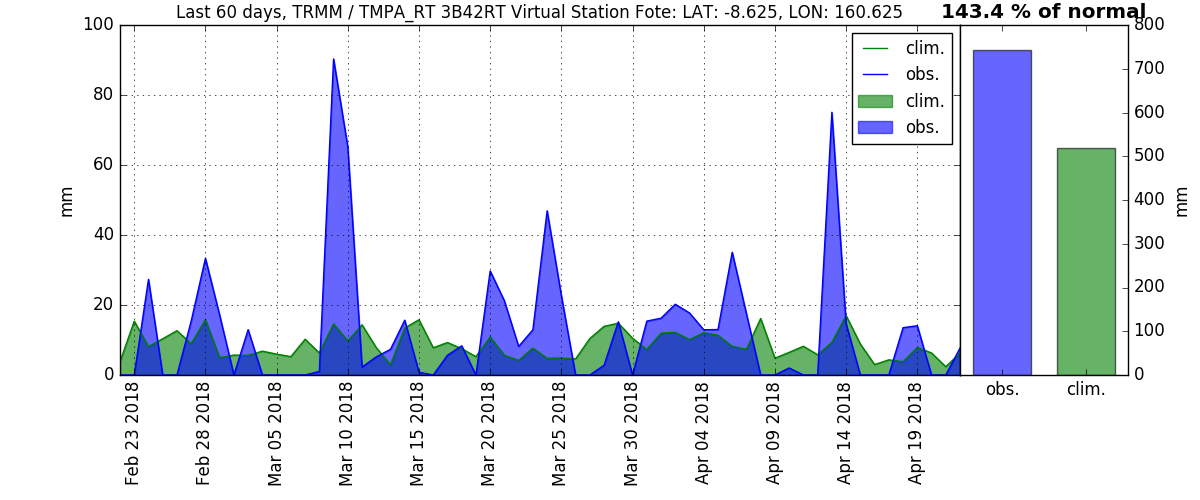 Last 60 days, TRMM / TMPA_RT 3B42RT Virtual Station Fote: LAT: -8.625, LON: 160.625
143.4 % of normal
100
80
60
40
20
0
mm
clim.
obs.
clim.
obs.
Feb 23 2018
Feb 28 2018
Mar 05 2018
Mar 10 2018
Mar 15 2018
Mar 20 2018
Mar 25 2018
Mar 30 2018
Apr 04 2018
Apr 09 2018
Apr 14 2018
Apr 19 2018
800
700
600
500
400
300
200
100
0
mm
obs.
clim.